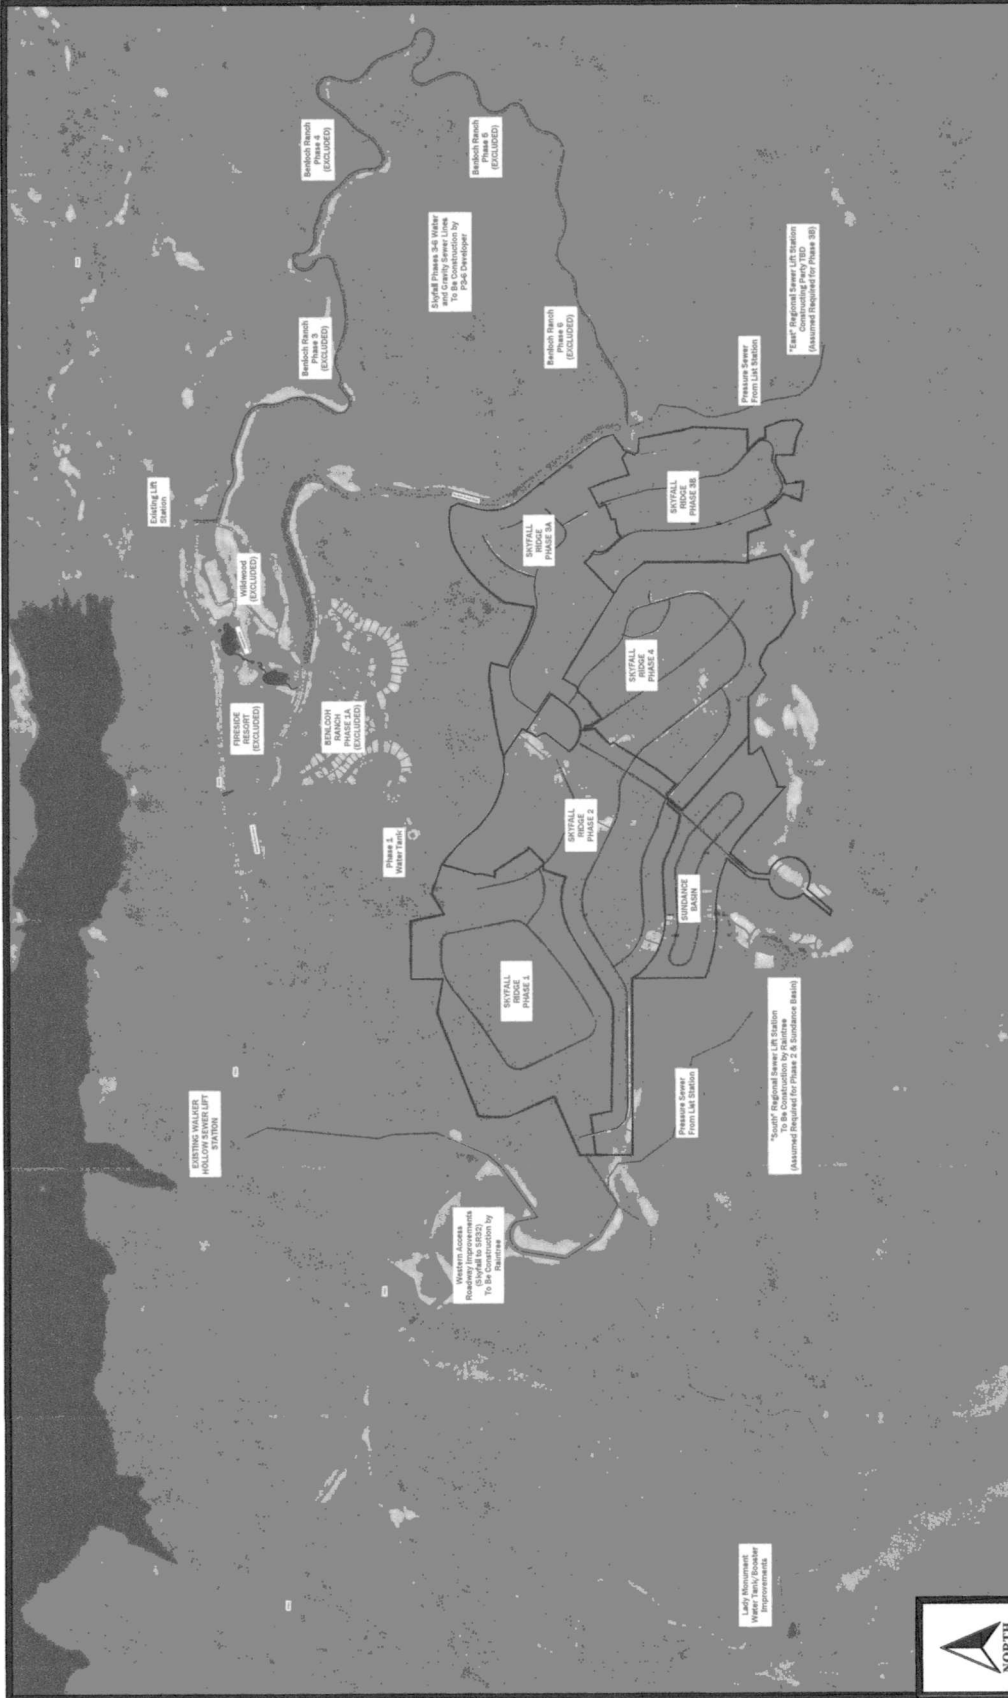 Existing Lift
Station
Wildwood
(EXCLUDED)
FIRESIDE
RESORT
(EXCLUDED)
BENLOCH
RANCH
PHASE 1A
(EXCLUDED)
Benloch Ranch
Phase 3
(EXCLUDED)
Benloch Ranch
Phase 4
(EXCLUDED)
Benloch Ranch
Phase 5
(EXCLUDED)
Skyfall Phases 3-6 Water
and Gravity Sewer Lines
To Be Construction by
P3-6 Developer
Benloch Ranch
Phase 6
(EXCLUDED)
"East" Regional Sewer Lift Station
Constructing Party TBD
(Assumed Required for Phase 3B)
Pressure Sewer
From List Station
EXISTING WALKER
HOLLOW SEWER LIFT
STATION
Phase 1
Water Tank
SKYFALL
RIDGE
PHASE 1
SKYFALL
RIDGE
PHASE 2
SKYFALL
RIDGE
PHASE 3A
SKYFALL
RIDGE
PHASE 3B
SKYFALL
RIDGE
PHASE 4
SUNDANCE
BASIN
Western Access
Roadway Improvements
(Skyfall to SR32)
To Be Construction by
Raintree
Pressure Sewer
From List Station
"South" Regional Sewer Lift Station
To Be Construction by Raintree
(Assumed Required for Phase 2 & Sundance Basin)
Lady Monument
Water Tank/Booster
Improvements
NORTH